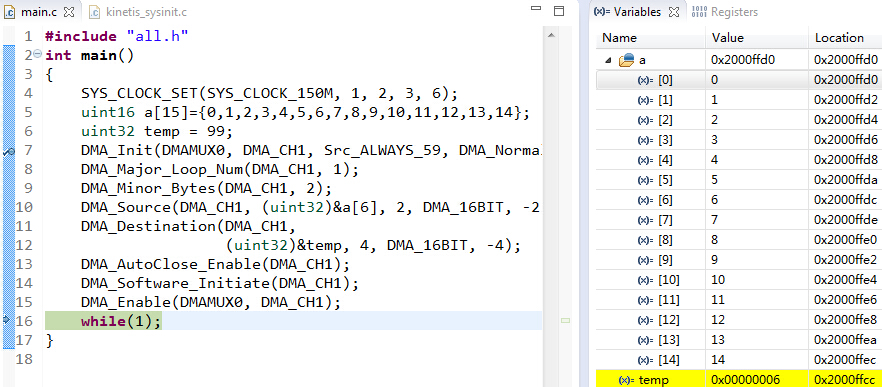 main.c
kinetis_sysinit.c
1 #include "all.h"
2 int main()
3 {
4 SYS_CLOCK_SET(SYS_CLOCK_150M, 1, 2, 3, 6);
5 uint16 a[15]={0,1,2,3,4,5,6,7,8,9,10,11,12,13,14};
6 uint32 temp = 99;
7 DMA_Init(DMAMUX0, DMA_CH1, Src_ALWAYS_59, DMA_Norma
8 DMA_Major_Loop_Num(DMA_CH1, 1);
9 DMA_Minor_Bytes(DMA_CH1, 2);
10 DMA_Source(DMA_CH1, (uint32)&a[6], 2, DMA_16BIT, -2
11 DMA_Destination(DMA_CH1,
12 (uint32)&temp, 4, DMA_16BIT, -4);
13 DMA_AutoClose_Enable(DMA_CH1);
14 DMA_Software_Initiate(DMA_CH1);
15 DMA_Enable(DMAMUX0, DMA_CH1);
16 while(1);
17 }
18
(x)= Variables
1010 0101 Registers
Name Value Location
a 0x2000ffd0 0x2000ffd0
(x)= [0] 0 0x2000ffd0
(x)= [1] 1 0x2000ffd2
(x)= [2] 2 0x2000ffd4
(x)= [3] 3 0x2000ffd6
(x)= [4] 4 0x2000ffd8
(x)= [5] 5 0x2000ffda
(x)= [6] 6 0x2000ffdc
(x)= [7] 7 0x2000ffde
(x)= [8] 8 0x2000ffe0
(x)= [9] 9 0x2000ffe2
(x)= [10] 10 0x2000ffe4
(x)= [11] 11 0x2000ffe6
(x)= [12] 12 0x2000ffe8
(x)= [13] 13 0x2000ffea
(x)= [14] 14 0x2000ffec
(x)= temp 0x00000006 0x2000ffcc